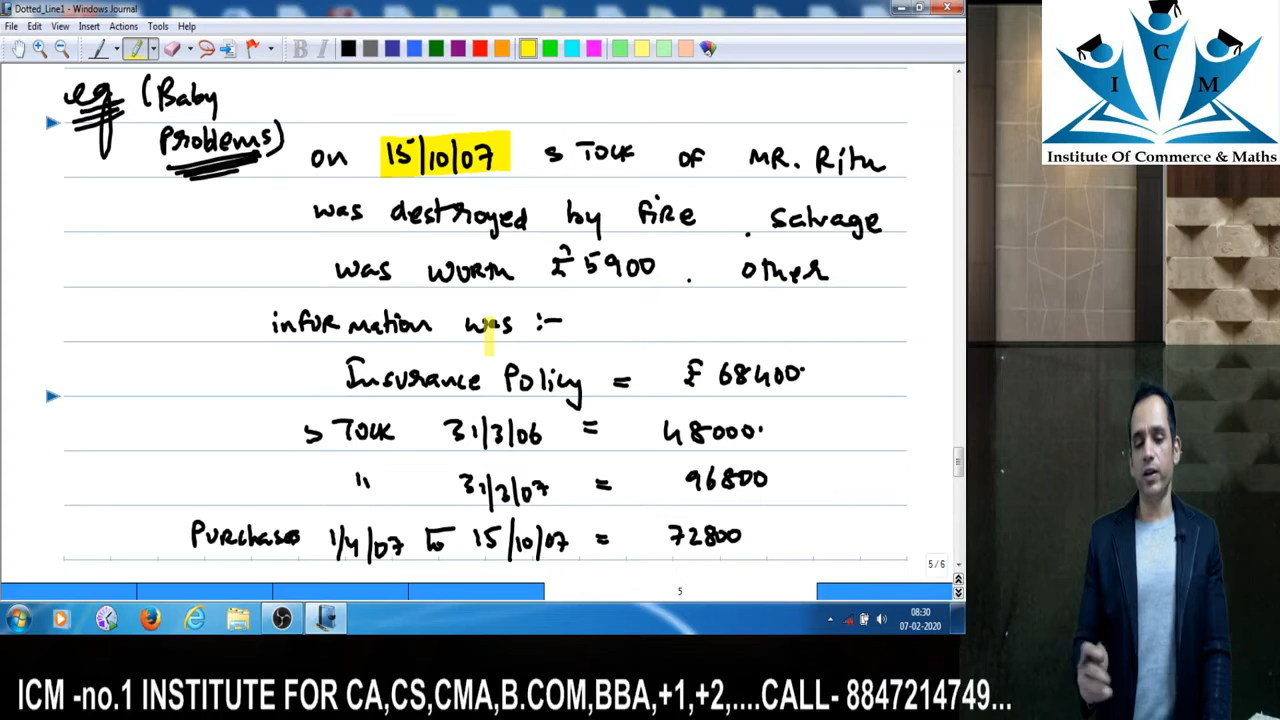 Dotted_Line1 - Windows Journal
File Edit View Insert Actions Tools
B I
eg (Baby
Problems)
on 15/10/07 stock of MR. Ritu
was destroyed by fire . salvage
was worth ₹ 5900 . other
information was :-
Insurance Policy = ₹ 68400.
stock 31/3/06 = 48000.
" 31/3/07 = 96800
Purchases 1/4/07 to 15/10/07 = 72800
5/6
5
08:30
07-02-2020
I C M
Institute Of Commerce & Maths
ICM -no.1 INSTITUTE FOR CA,CS,CMA,B.COM,BBA,+1,+2,....CALL- 8847214749...